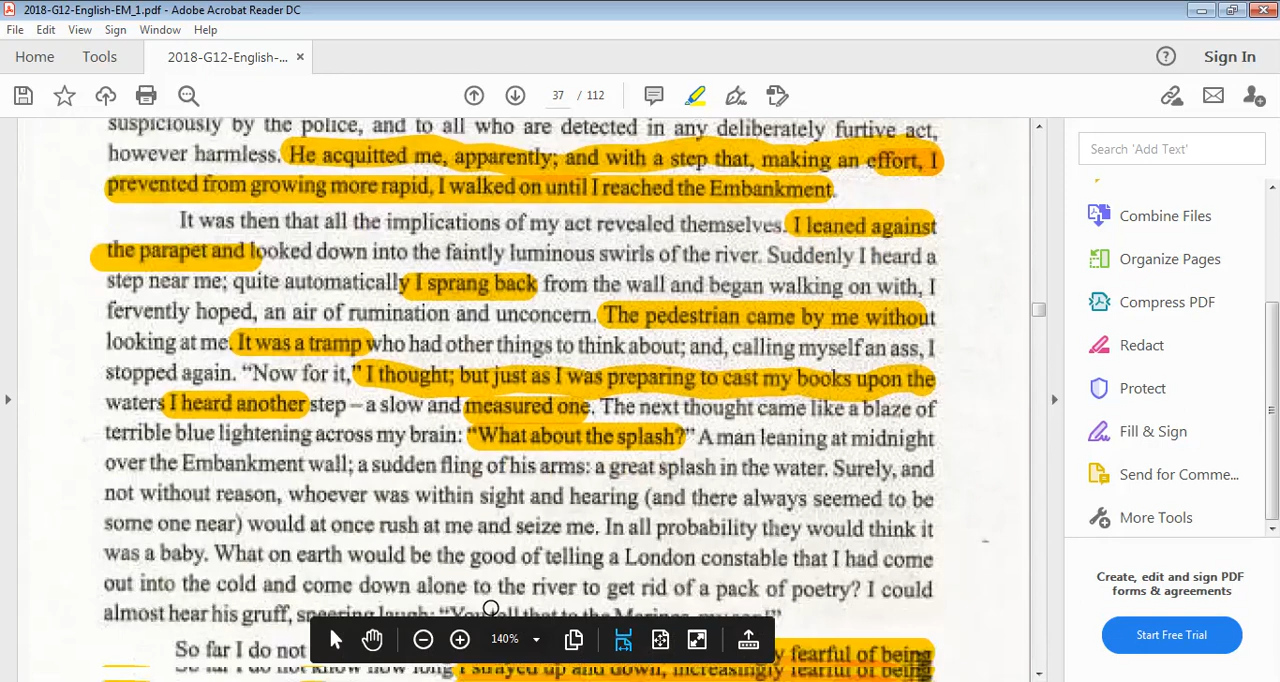 2018-G12-English-EM_1.pdf - Adobe Acrobat Reader DC
File Edit View Sign Window Help
Home Tools 2018-G12-English-... ×
? Sign In
37 / 112
suspiciously by the police, and to all who are detected in any deliberately furtive act,
however harmless. He acquitted me, apparently; and with a step that, making an effort, I
prevented from growing more rapid, I walked on until I reached the Embankment.
It was then that all the implications of my act revealed themselves. I leaned against
the parapet and looked down into the faintly luminous swirls of the river. Suddenly I heard a
step near me; quite automatically I sprang back from the wall and began walking on with, I
fervently hoped, an air of rumination and unconcern. The pedestrian came by me without
looking at me. It was a tramp who had other things to think about; and, calling myself an ass, I
stopped again. “Now for it,” I thought; but just as I was preparing to cast my books upon the
waters I heard another step – a slow and measured one. The next thought came like a blaze of
terrible blue lightening across my brain: “What about the splash?” A man leaning at midnight
over the Embankment wall; a sudden fling of his arms: a great splash in the water. Surely, and
not without reason, whoever was within sight and hearing (and there always seemed to be
some one near) would at once rush at me and seize me. In all probability they would think it
was a baby. What on earth would be the good of telling a London constable that I had come
out into the cold and come down alone to the river to get rid of a pack of poetry? I could
almost hear his gruff, sneering laugh: “You tell that to the Marines, my son!”
So far I do not fearful of being
So far I do not know how long I strayed up and down, increasingly fearful of being
140%
Search 'Add Text'
Combine Files
Organize Pages
Compress PDF
Redact
Protect
Fill & Sign
Send for Comme...
More Tools
Create, edit and sign PDF
forms & agreements
Start Free Trial